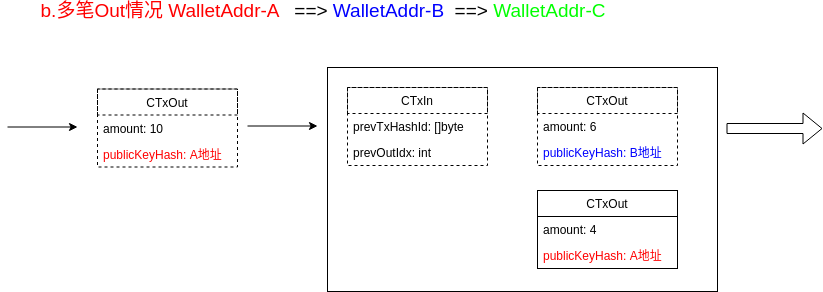 b.多笔Out情况 WalletAddr-A ==> WalletAddr-B ==> WalletAddr-C
CTxOut
amount: 10
publicKeyHash: A地址
CTxIn
prevTxHashId: []byte
prevOutIdx: int
CTxOut
amount: 6
publicKeyHash: B地址
CTxOut
amount: 4
publicKeyHash: A地址